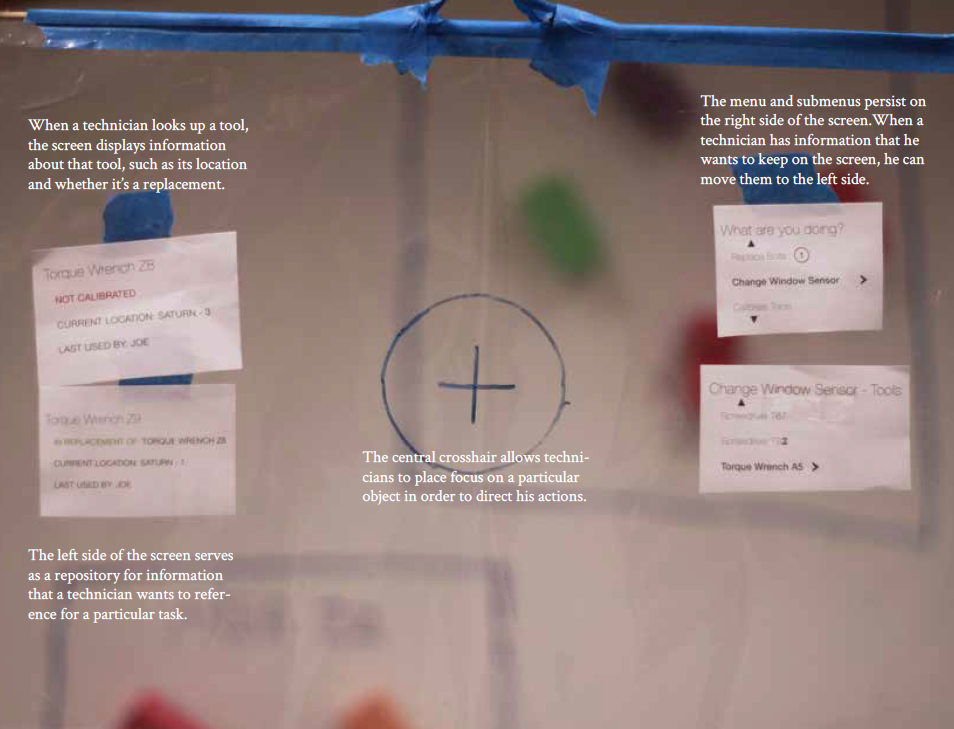 When a technician looks up a tool,
the screen displays information
about that tool, such as its location
and whether it's a replacement.
Torque Wrench Z8
NOT CALIBRATED
CURRENT LOCATION: SATURN - 3
LAST USED BY: JOE
Torque Wrench Z9
IN REPLACEMENT OF TORQUE WRENCH Z8
CURRENT LOCATION: SATURN - 1
LAST USED BY: JOE
The left side of the screen serves
as a repository for information
that a technician wants to refer-
ence for a particular task.
The central crosshair allows techni-
cians to place focus on a particular
object in order to direct his actions.
The menu and submenus persist on
the right side of the screen.When a
technician has information that he
wants to keep on the screen, he can
move them to the left side.
What are you doing?
Replace Bolts 1
Change Window Sensor
Calibrate Tools
Change Window Sensor - Tools
Screwdriver
Screwdriver
Torque Wrench A5